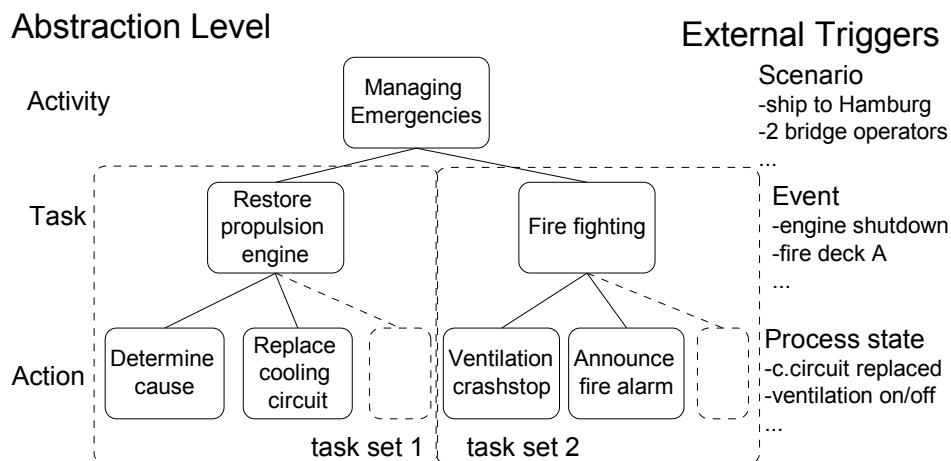 Abstraction Level
External Triggers
Activity
Managing
Emergencies
Scenario
-ship to Hamburg
-2 bridge operators
...
Task
Restore
propulsion
engine
Fire fighting
Event
-engine shutdown
-fire deck A
...
Action
Determine
cause
Replace
cooling
circuit
Ventilation
crashstop
Announce
fire alarm
Process state
-c.circuit replaced
-ventilation on/off
...
task set 1
task set 2